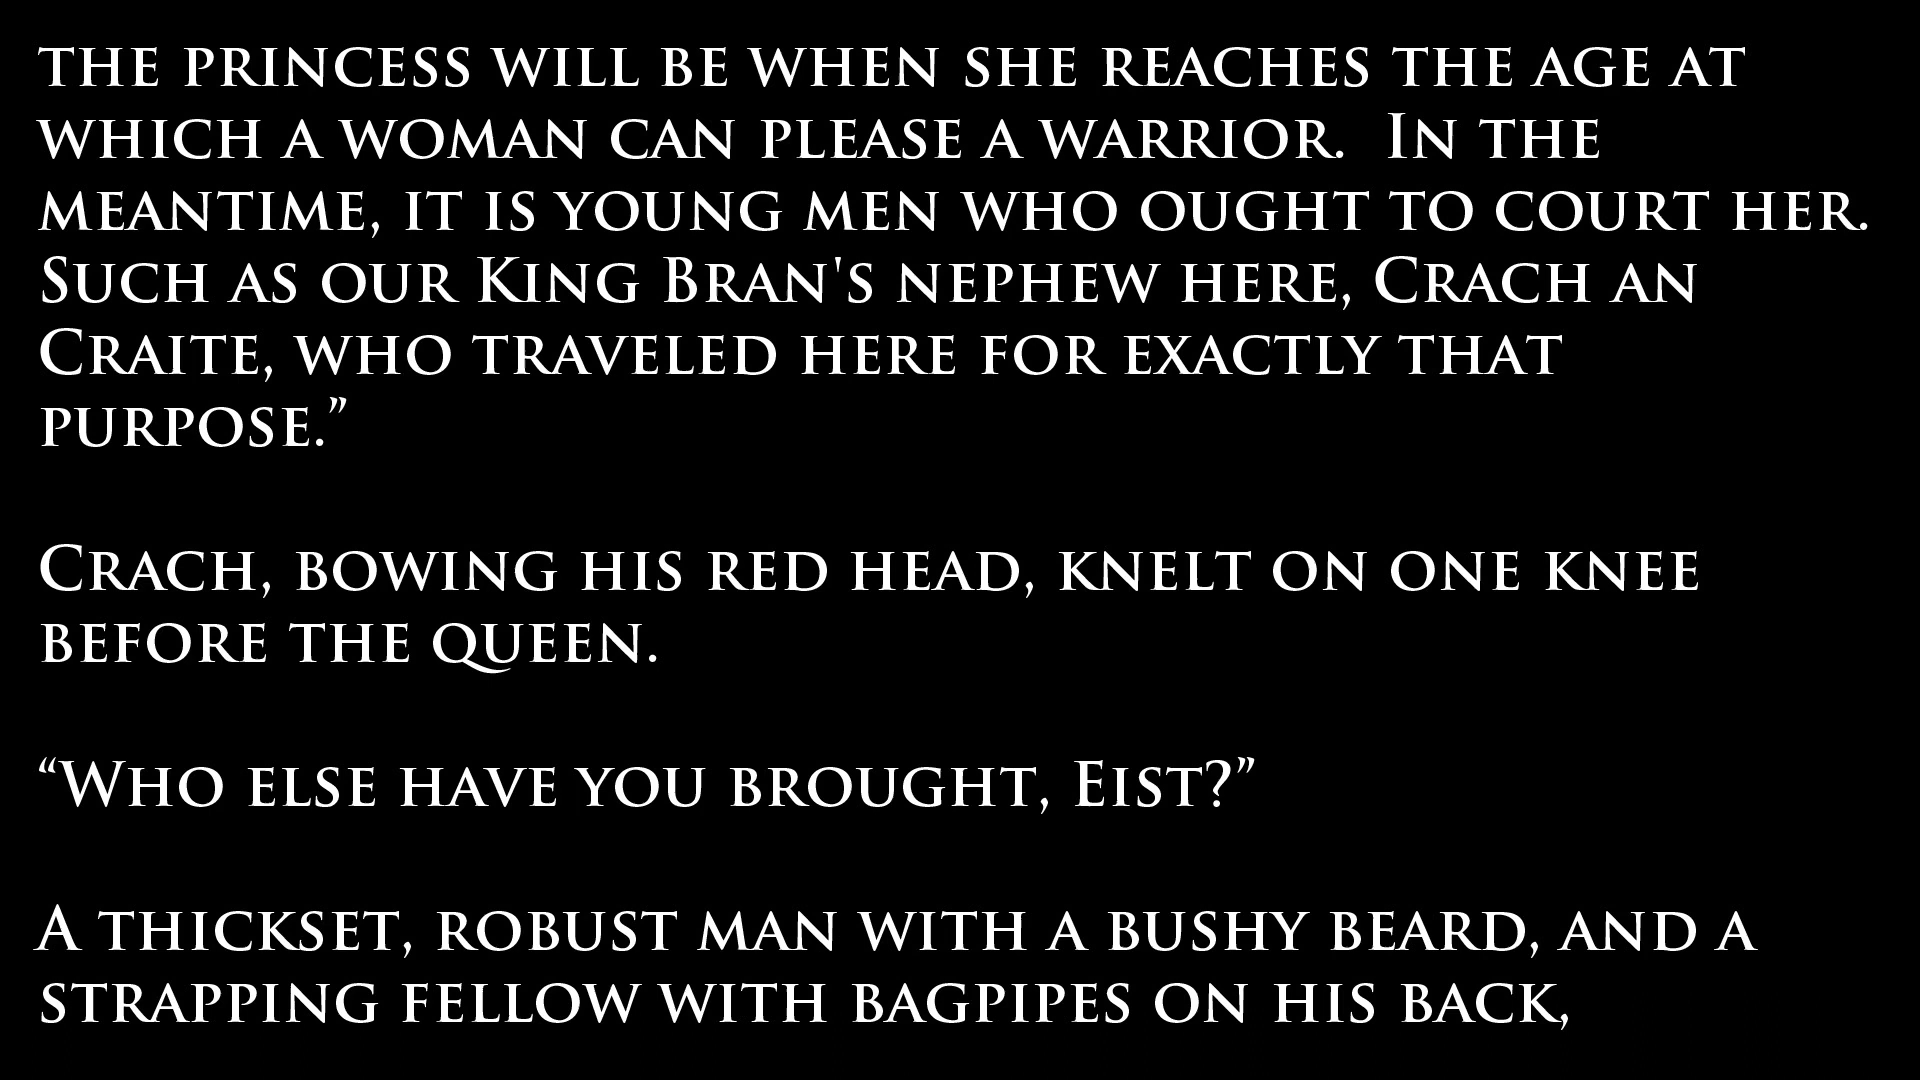 the princess will be when she reaches the age at
which a woman can please a warrior.  In the
meantime, it is young men who ought to court her.
Such as our King Bran's nephew here, Crach an
Craite, who traveled here for exactly that
purpose.”
Crach, bowing his red head, knelt on one knee
before the queen.
“Who else have you brought, Eist?”
A thickset, robust man with a bushy beard, and a
strapping fellow with bagpipes on his back,